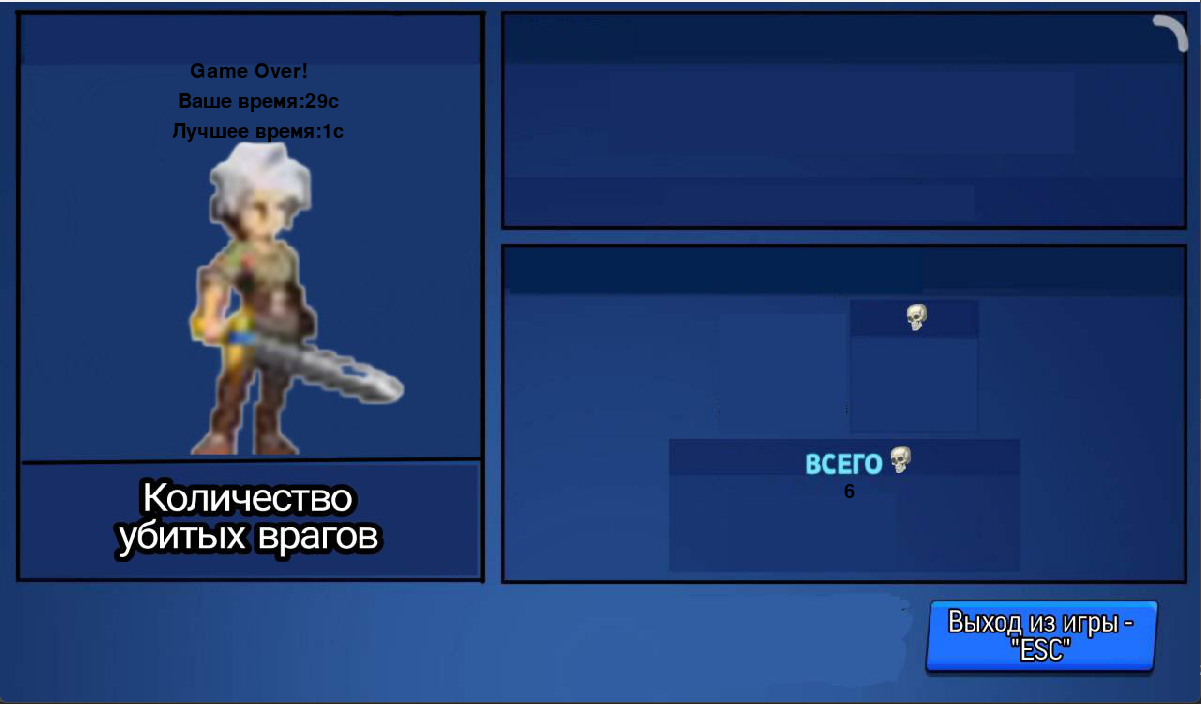 Game Over!
Ваше время:29с
Лучшее время:1с
Количество
убитых врагов
ВСЕГО
6
Выход из игры -
"ESC"